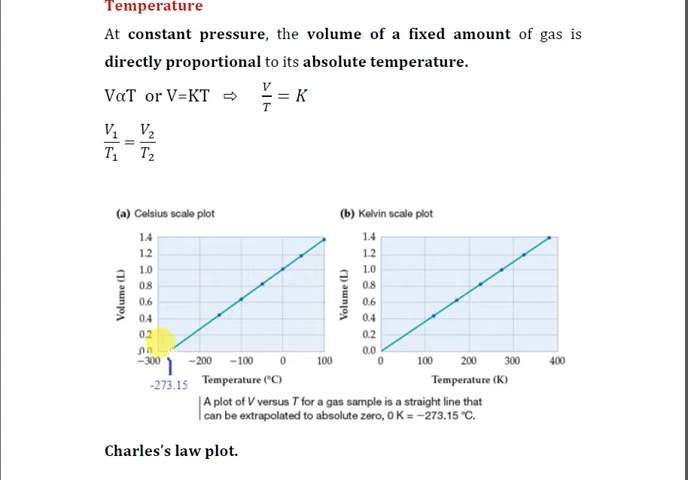 Temperature
At constant pressure, the volume of a fixed amount of gas is
directly proportional to its absolute temperature.
VαT or V=KT ⇨ V/T = K
V₁/T₁ = V₂/T₂
(a) Celsius scale plot
1.4
1.2
1.0
0.8
0.6
0.4
0.2
0.0
Volume (L)
−300 −200 −100 0 100
-273.15
Temperature (°C)
(b) Kelvin scale plot
1.4
1.2
1.0
0.8
0.6
0.4
0.2
0.0
Volume (L)
0 100 200 300 400
Temperature (K)
A plot of V versus T for a gas sample is a straight line that
can be extrapolated to absolute zero, 0 K = −273.15 °C.
Charles's law plot.